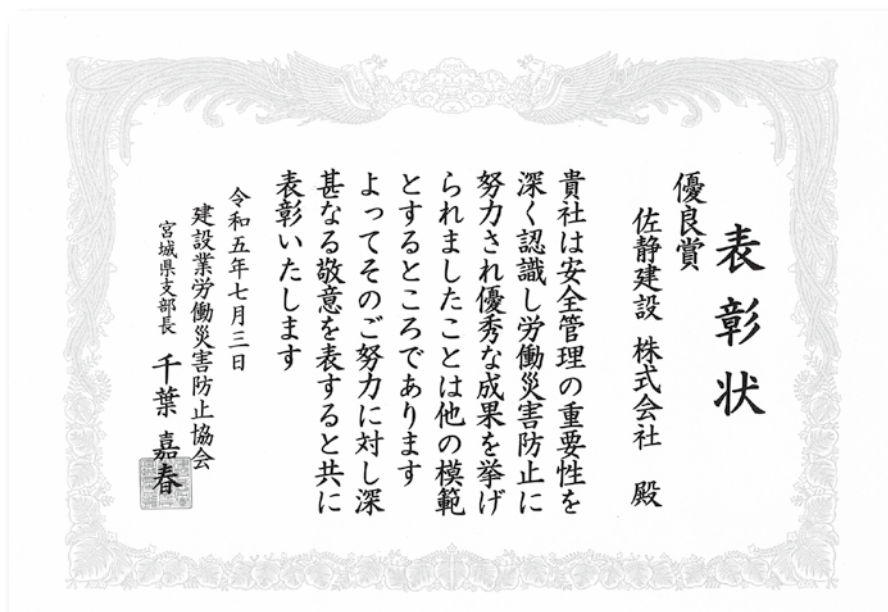 表彰状
優良賞
佐静建設 株式会社 殿
貴社は安全管理の重要性を
深く認識し労働災害防止に
努力され優秀な成果を挙げ
られましたことは他の模範
とするところであります
よってそのご努力に対し深
甚なる敬意を表すると共に
表彰いたします
令和五年七月三日
建設業労働災害防止協会
宮城県支部長 千葉 嘉春